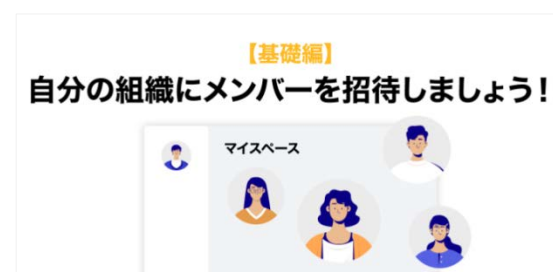 【基礎編】
自分の組織にメンバーを招待しましょう！
マイスペース